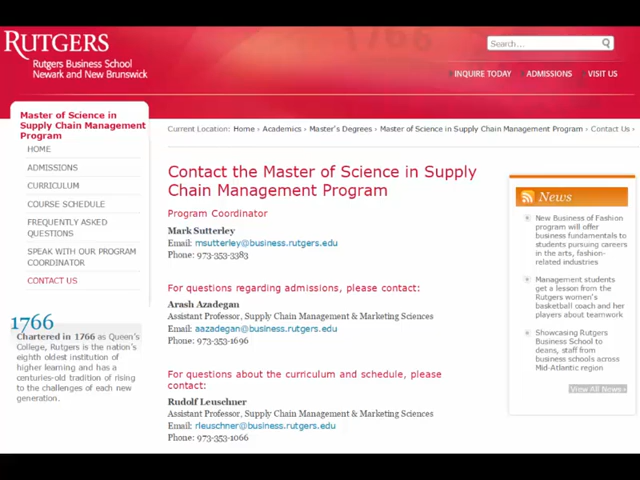 1766
RUTGERS
Rutgers Business School
Newark and New Brunswick
Search...
INQUIRE TODAY
ADMISSIONS
VISIT US
Master of Science in
Supply Chain Management
Program
HOME
ADMISSIONS
CURRICULUM
COURSE SCHEDULE
FREQUENTLY ASKED
QUESTIONS
SPEAK WITH OUR PROGRAM
COORDINATOR
CONTACT US
1766
Chartered in 1766 as Queen's
College, Rutgers is the nation's
eighth oldest institution of
higher learning and has a
centuries-old tradition of rising
to the challenges of each new
generation.
Current Location: Home › Academics › Master's Degrees › Master of Science in Supply Chain Management Program › Contact Us ›
Contact the Master of Science in Supply
Chain Management Program
Program Coordinator
Mark Sutterley
Email: msutterley@business.rutgers.edu
Phone: 973-353-3383
For questions regarding admissions, please contact:
Arash Azadegan
Assistant Professor, Supply Chain Management & Marketing Sciences
Email: aazadegan@business.rutgers.edu
Phone: 973-353-1696
For questions about the curriculum and schedule, please
contact:
Rudolf Leuschner
Assistant Professor, Supply Chain Management & Marketing Sciences
Email: rleuschner@business.rutgers.edu
Phone: 973-353-1066
News
New Business of Fashion
program will offer
business fundamentals to
students pursuing careers
in the arts, fashion-
related industries
Management students
get a lesson from the
Rutgers women's
basketball coach and her
players about teamwork
Showcasing Rutgers
Business School to
deans, staff from
business schools across
Mid-Atlantic region
View All News ›